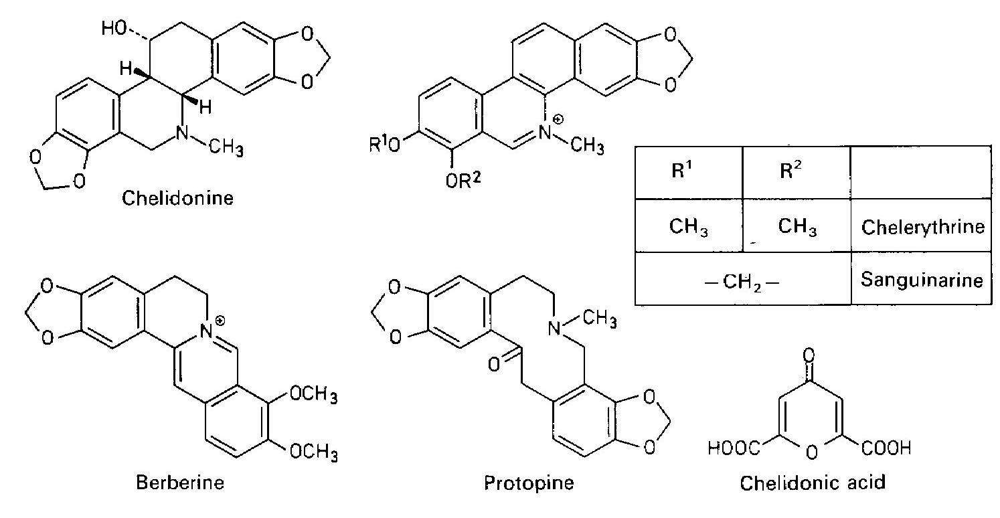 HO
O
O
H
H
N
CH₃
O
O
Chelidonine
O
O
⊕
N
CH₃
R¹O
OR²
R¹ R²
CH₃ CH₃ Chelerythrine
–CH₂– Sanguinarine
O
O
⊕
N
OCH₃
OCH₃
Berberine
O
O
N
CH₃
O
O
O
Protopine
O
HOOC
O
COOH
Chelidonic acid